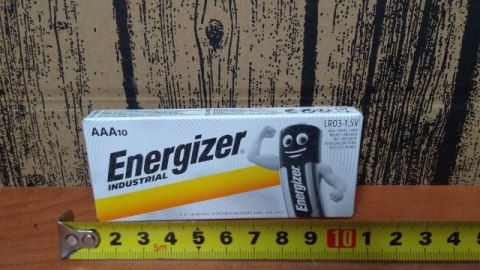 AAA10
LR03-1,5V
Energizer
INDUSTRIAL
Energizer
2 3 4 5 6 7 8 9 10 1 2 3 4 5
5m